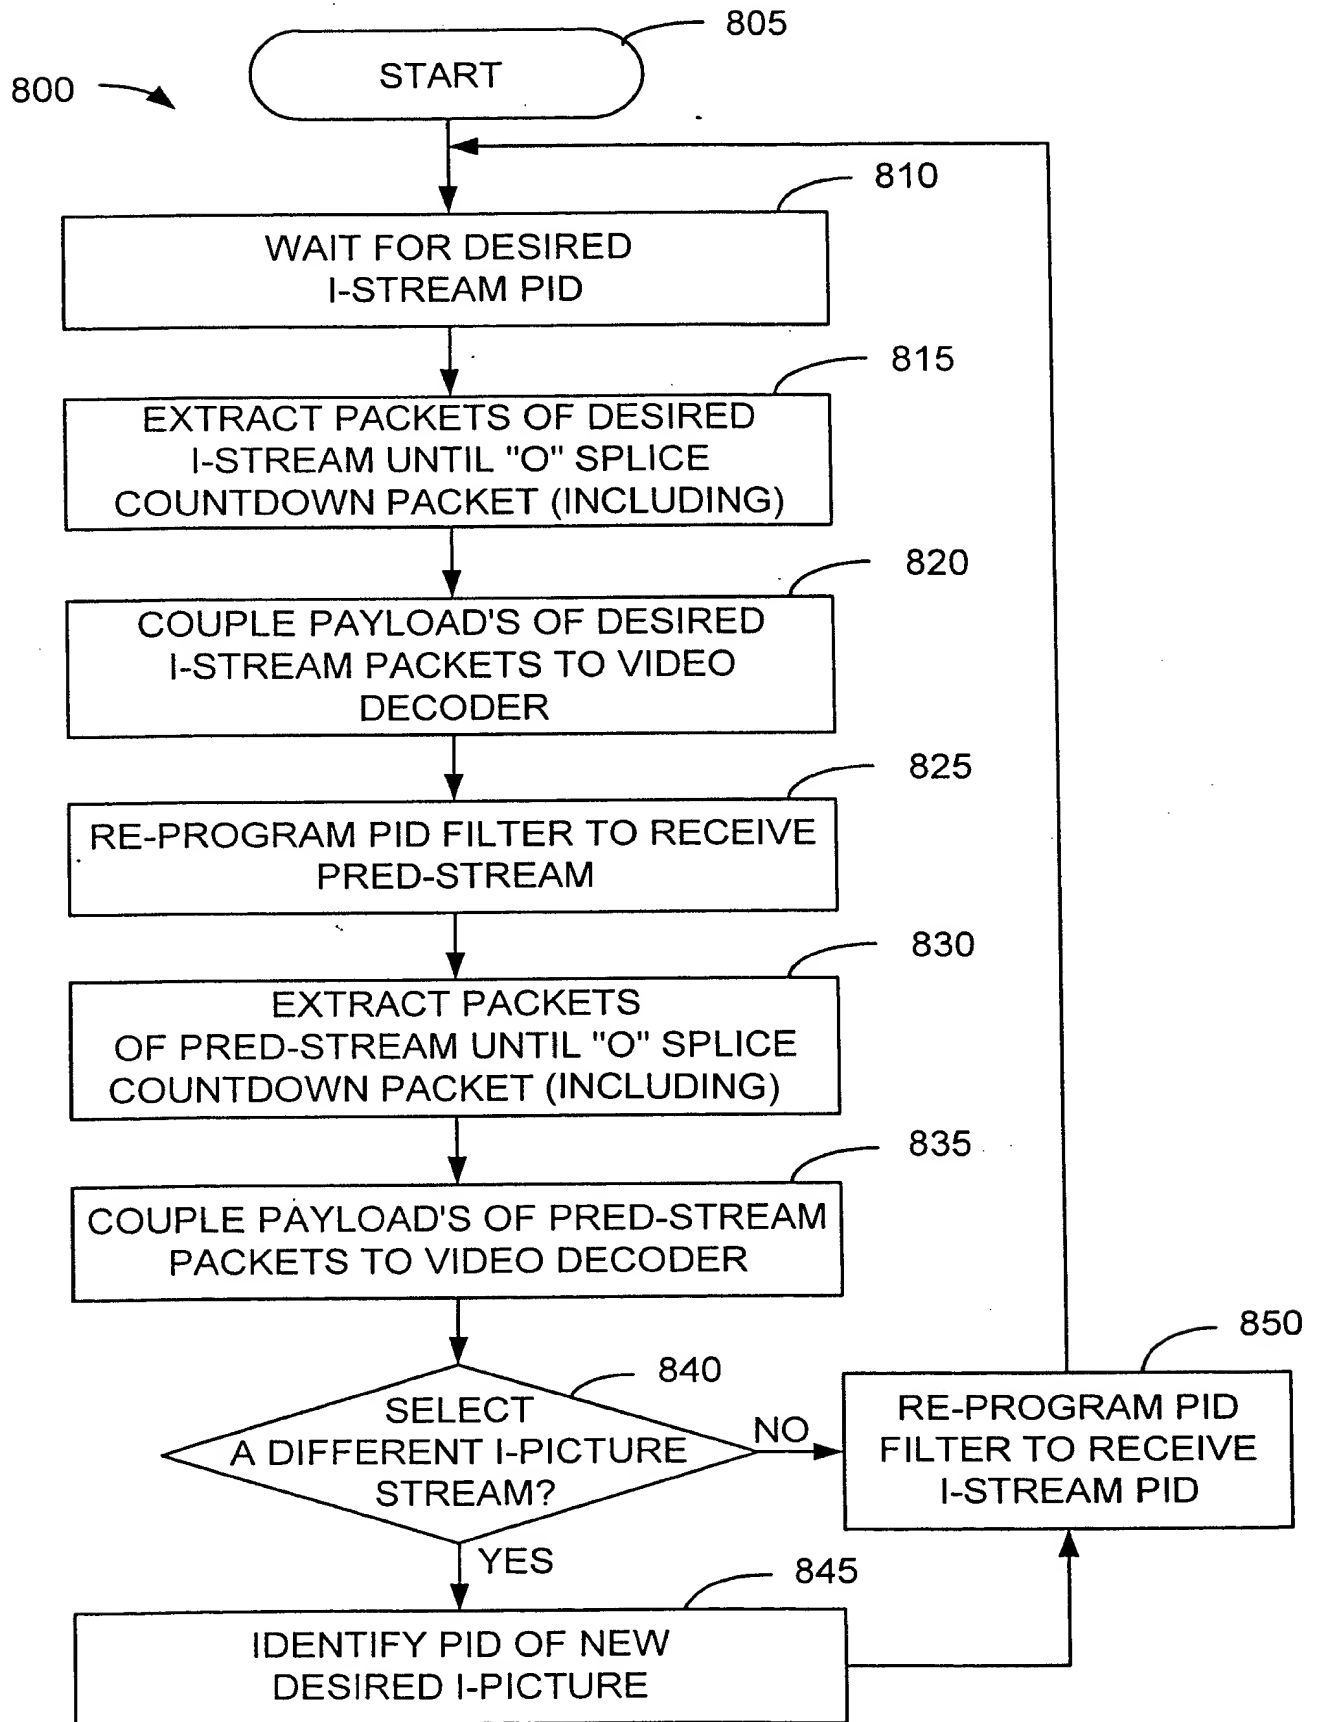 805
START
800
810
WAIT FOR DESIRED
I-STREAM PID
815
EXTRACT PACKETS OF DESIRED
I-STREAM UNTIL "O" SPLICE
COUNTDOWN PACKET (INCLUDING)
820
COUPLE PAYLOAD'S OF DESIRED
I-STREAM PACKETS TO VIDEO
DECODER
825
RE-PROGRAM PID FILTER TO RECEIVE
PRED-STREAM
830
EXTRACT PACKETS
OF PRED-STREAM UNTIL "O" SPLICE
COUNTDOWN PACKET (INCLUDING)
835
COUPLE PAYLOAD'S OF PRED-STREAM
PACKETS TO VIDEO DECODER
840
SELECT
A DIFFERENT I-PICTURE
STREAM?
NO
850
RE-PROGRAM PID
FILTER TO RECEIVE
I-STREAM PID
YES
845
IDENTIFY PID OF NEW
DESIRED I-PICTURE